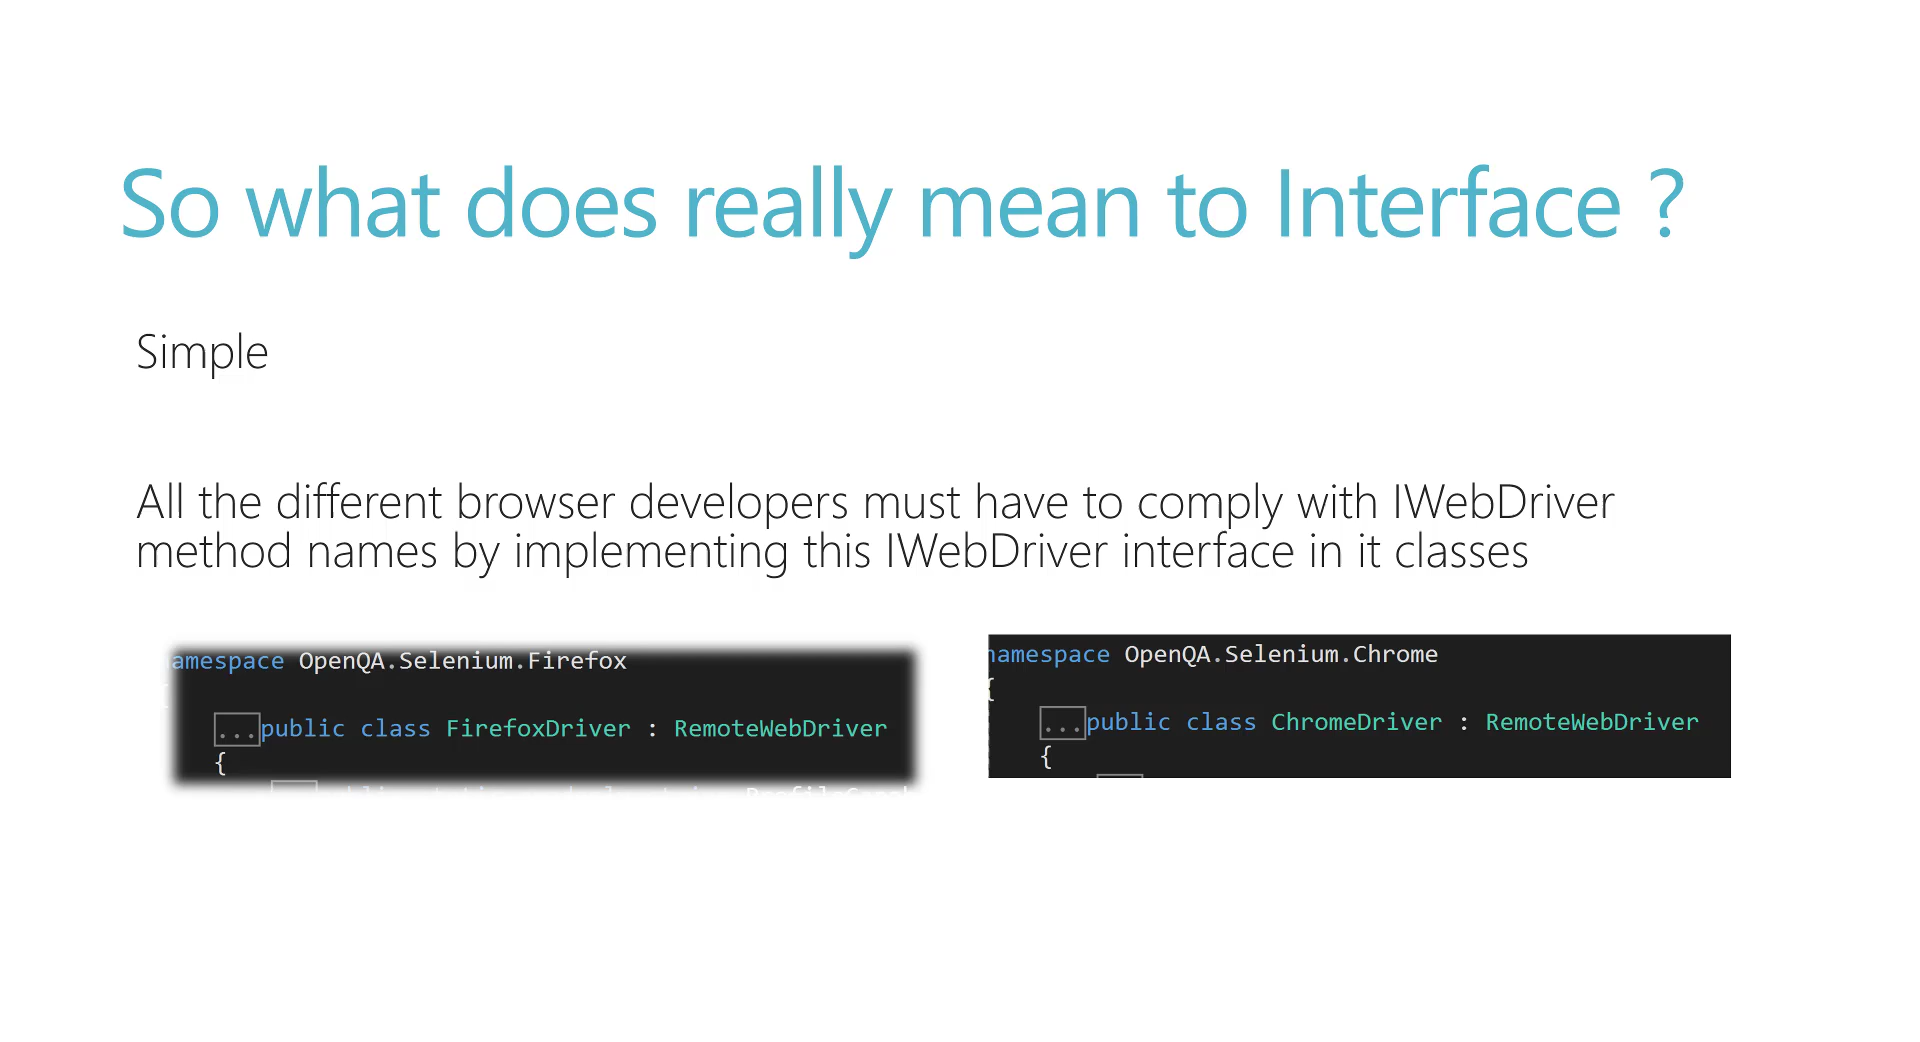 So what does really mean to Interface ?
Simple
All the different browser developers must have to comply with IWebDriver
method names by implementing this IWebDriver interface in it classes
amespace OpenQA.Selenium.Firefox
{
...public class FirefoxDriver : RemoteWebDriver
{
namespace OpenQA.Selenium.Chrome
{
...public class ChromeDriver : RemoteWebDriver
{